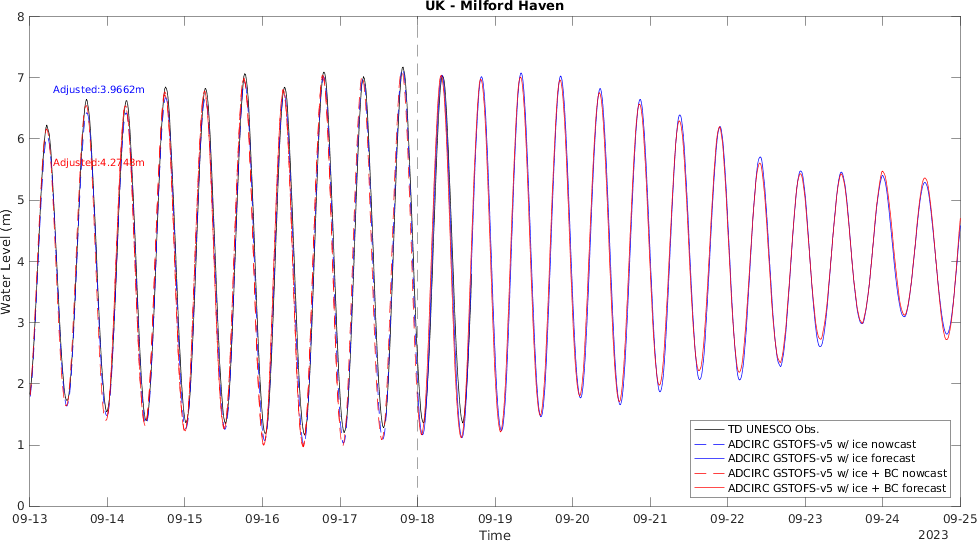 UK - Milford Haven
8
7
6
5
4
3
2
1
0
Water Level (m)
Adjusted:3.9662m
Adjusted:4.2748m
TD UNESCO Obs.
ADCIRC GSTOFS-v5 w/ ice nowcast
ADCIRC GSTOFS-v5 w/ ice forecast
ADCIRC GSTOFS-v5 w/ ice + BC nowcast
ADCIRC GSTOFS-v5 w/ ice + BC forecast
09-13 09-14 09-15 09-16 09-17 09-18 09-19 09-20 09-21 09-22 09-23 09-24 09-25
Time
2023